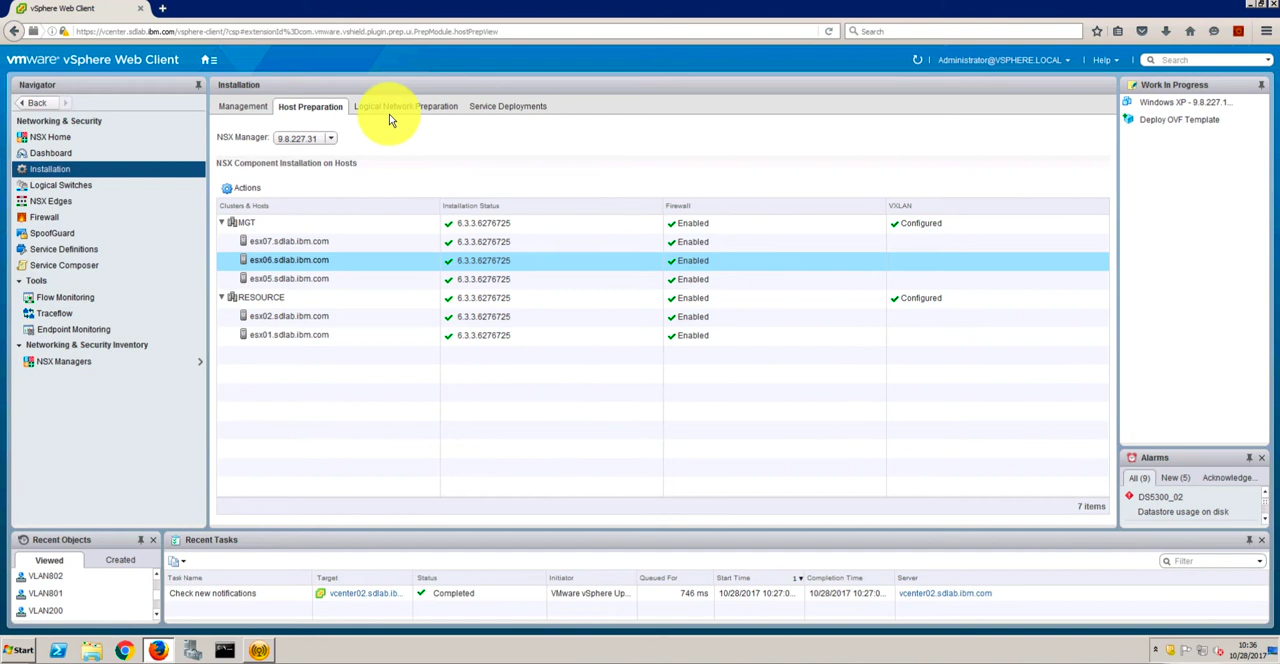 vSphere Web Client
https://vcenter.sdlab.ibm.com/vsphere-client/?csp#extensionId%3Dcom.vmware.vshield.plugin.prep.ui.PrepModule.hostPrepView
Search
vmware® vSphere Web Client
Administrator@VSPHERE.LOCAL
Help
Search
Navigator
Back
Networking & Security
NSX Home
Dashboard
Installation
Logical Switches
NSX Edges
Firewall
SpoofGuard
Service Definitions
Service Composer
Tools
Flow Monitoring
Traceflow
Endpoint Monitoring
Networking & Security Inventory
NSX Managers
Installation
Management Host Preparation Logical Network Preparation Service Deployments
NSX Manager: 9.8.227.31
NSX Component Installation on Hosts
Actions
Clusters & Hosts Installation Status Firewall VXLAN
MGT 6.3.3.6276725 Enabled Configured
esx07.sdlab.ibm.com 6.3.3.6276725 Enabled
esx06.sdlab.ibm.com 6.3.3.6276725 Enabled
esx05.sdlab.ibm.com 6.3.3.6276725 Enabled
RESOURCE 6.3.3.6276725 Enabled Configured
esx02.sdlab.ibm.com 6.3.3.6276725 Enabled
esx01.sdlab.ibm.com 6.3.3.6276725 Enabled
7 items
Work In Progress
Windows XP - 9.8.227.1...
Deploy OVF Template
Alarms
All (9) New (5) Acknowledge...
DS5300_02
Datastore usage on disk
Recent Objects
Viewed Created
VLAN802
VLAN801
VLAN200
Recent Tasks
Filter
Task Name Target Status Initiator Queued For Start Time 1 Completion Time Server
Check new notifications vcenter02.sdlab.ib... Completed VMware vSphere Up... 746 ms 10/28/2017 10:27:0... 10/28/2017 10:27:0... vcenter02.sdlab.ibm.com
Start
10:36
10/28/2017